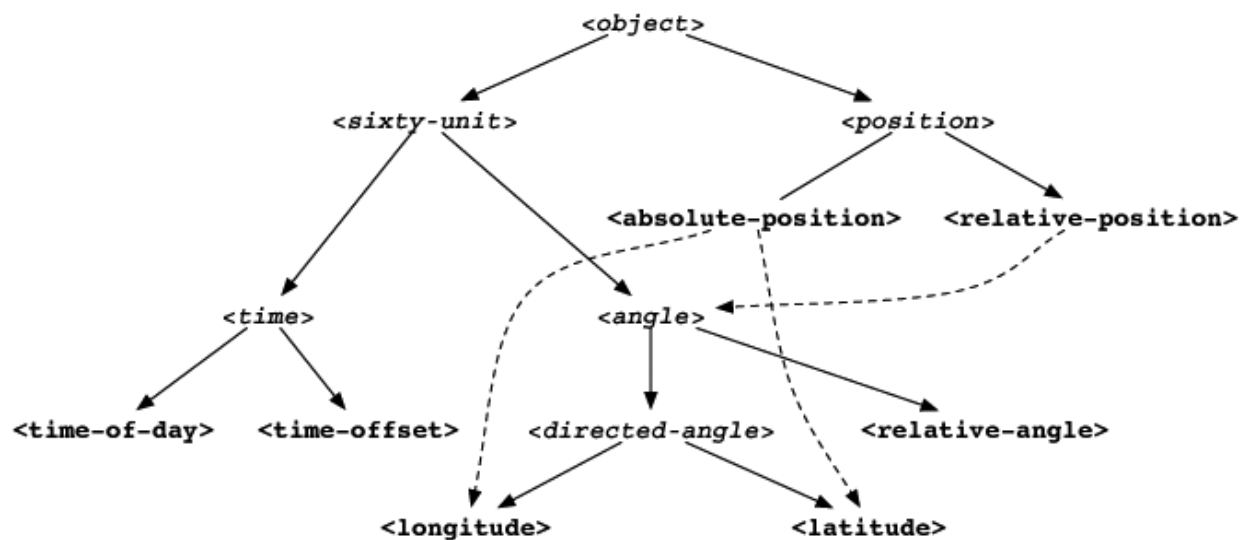 <object>
<sixty-unit> <position>
<absolute-position> <relative-position>
<time> <angle>
<time-of-day> <time-offset> <directed-angle> <relative-angle>
<longitude> <latitude>